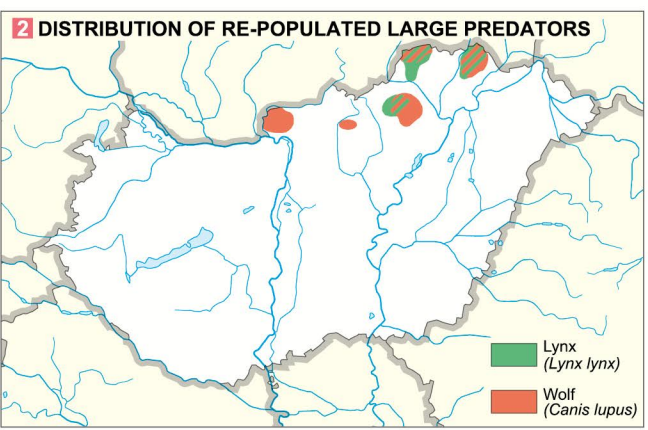 2 DISTRIBUTION OF RE-POPULATED LARGE PREDATORS
Lynx
(Lynx lynx)
Wolf
(Canis lupus)